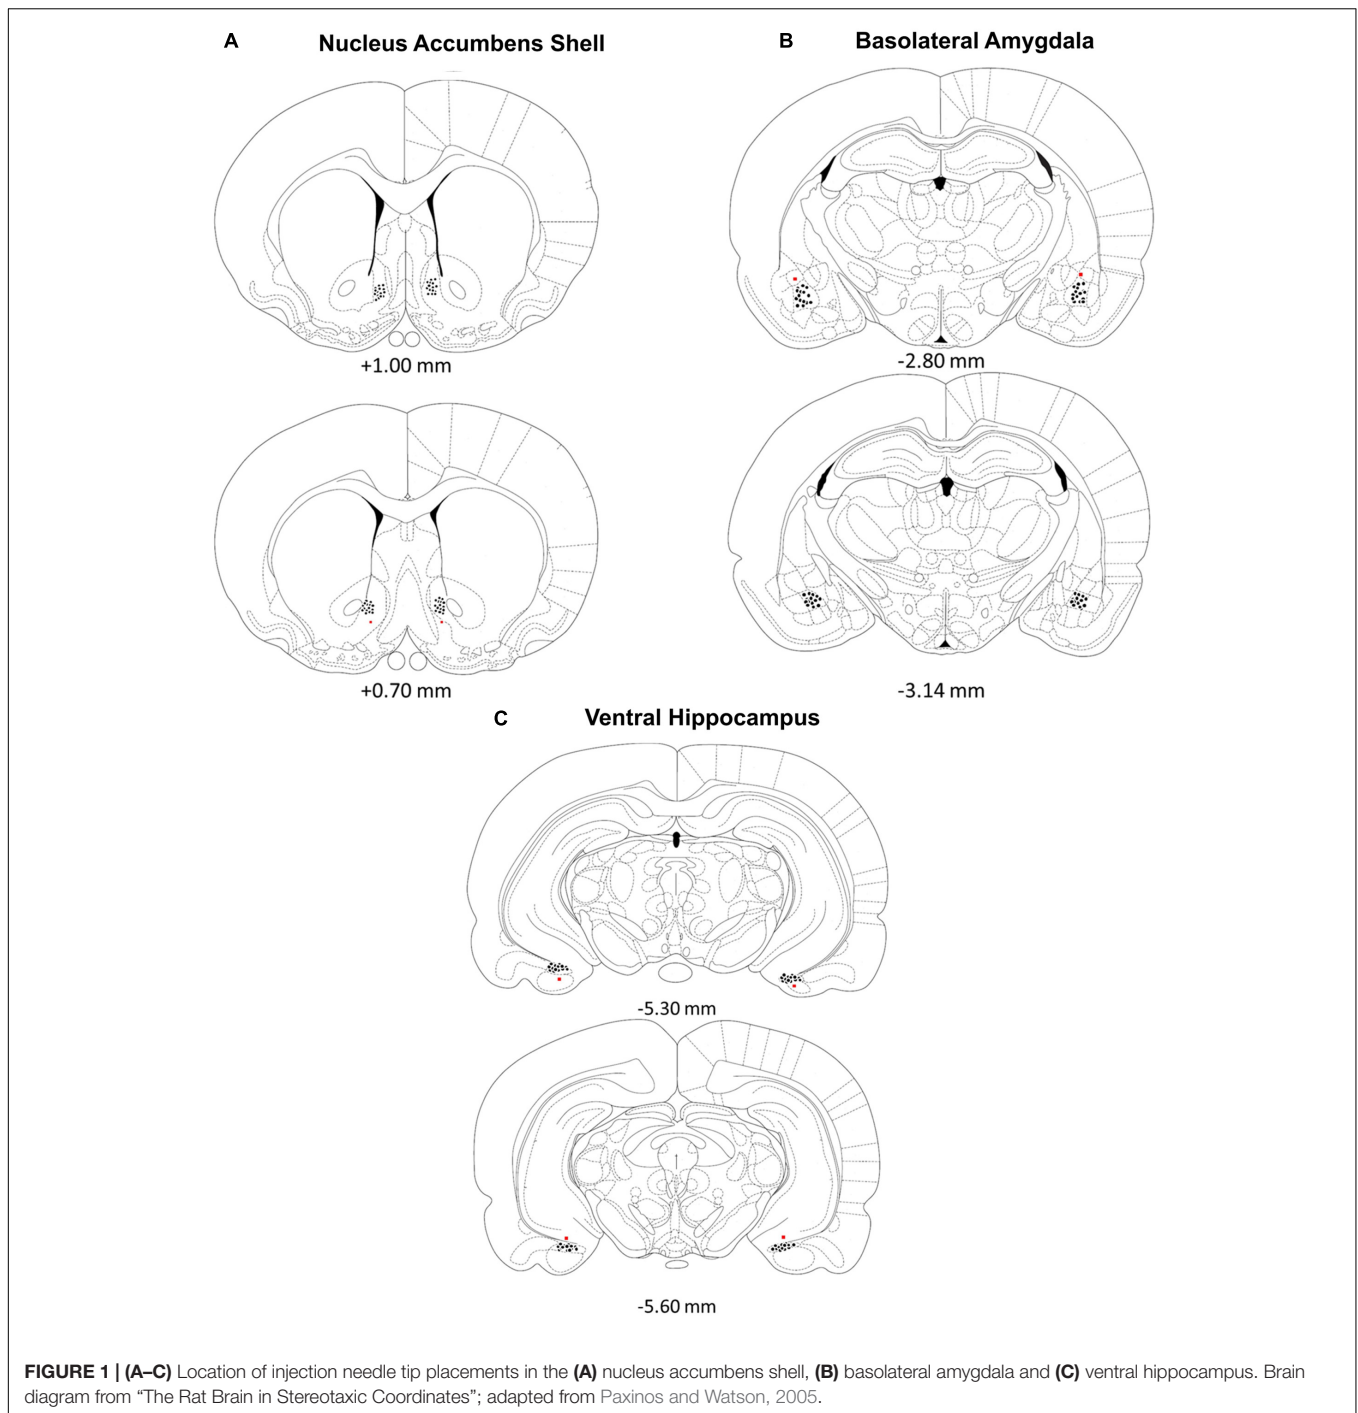 A Nucleus Accumbens Shell
B Basolateral Amygdala
+1.00 mm
-2.80 mm
+0.70 mm
-3.14 mm
C Ventral Hippocampus
-5.30 mm
-5.60 mm
FIGURE 1 | (A–C) Location of injection needle tip placements in the (A) nucleus accumbens shell, (B) basolateral amygdala and (C) ventral hippocampus. Brain
diagram from “The Rat Brain in Stereotaxic Coordinates”; adapted from Paxinos and Watson, 2005.